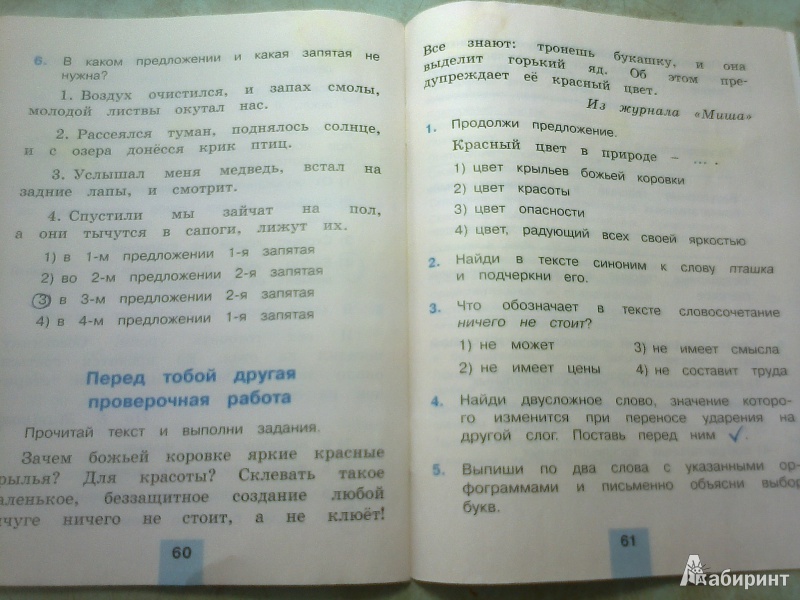 6. В каком предложении и какая запятая не
нужна?
1. Воздух очистился, и запах смолы,
молодой листвы окутал нас.
2. Рассеялся туман, поднялось солнце,
и с озера донёсся крик птиц.
3. Услышал меня медведь, встал на
задние лапы, и смотрит.
4. Спустили мы зайчат на пол,
а они тычутся в сапоги, лижут их.
1) в 1-м предложении 1-я запятая
2) во 2-м предложении 2-я запятая
3) в 3-м предложении 2-я запятая
4) в 4-м предложении 1-я запятая
Перед тобой другая
проверочная работа
Прочитай текст и выполни задания.
Зачем божьей коровке яркие красные
рылья? Для красоты? Склевать такое
аленькое, беззащитное создание любой
ичуге ничего не стоит, а не клюёт!
60
Все знают: тронешь букашку, и она
выделит горький яд. Об этом пре-
дупреждает её красный цвет.
Из журнала «Миша»
1. Продолжи предложение.
Красный цвет в природе – ... .
1) цвет крыльев божьей коровки
2) цвет красоты
3) цвет опасности
4) цвет, радующий всех своей яркостью
2. Найди в тексте синоним к слову пташка
и подчеркни его.
3. Что обозначает в тексте словосочетание
ничего не стоит?
1) не может 3) не имеет смысла
2) не имеет цены 4) не составит труда
4. Найди двусложное слово, значение которо-
го изменится при переносе ударения на
другой слог. Поставь перед ним ✓.
5. Выпиши по два слова с указанными ор-
фограммами и письменно объясни выбор
букв.
61
Лабиринт